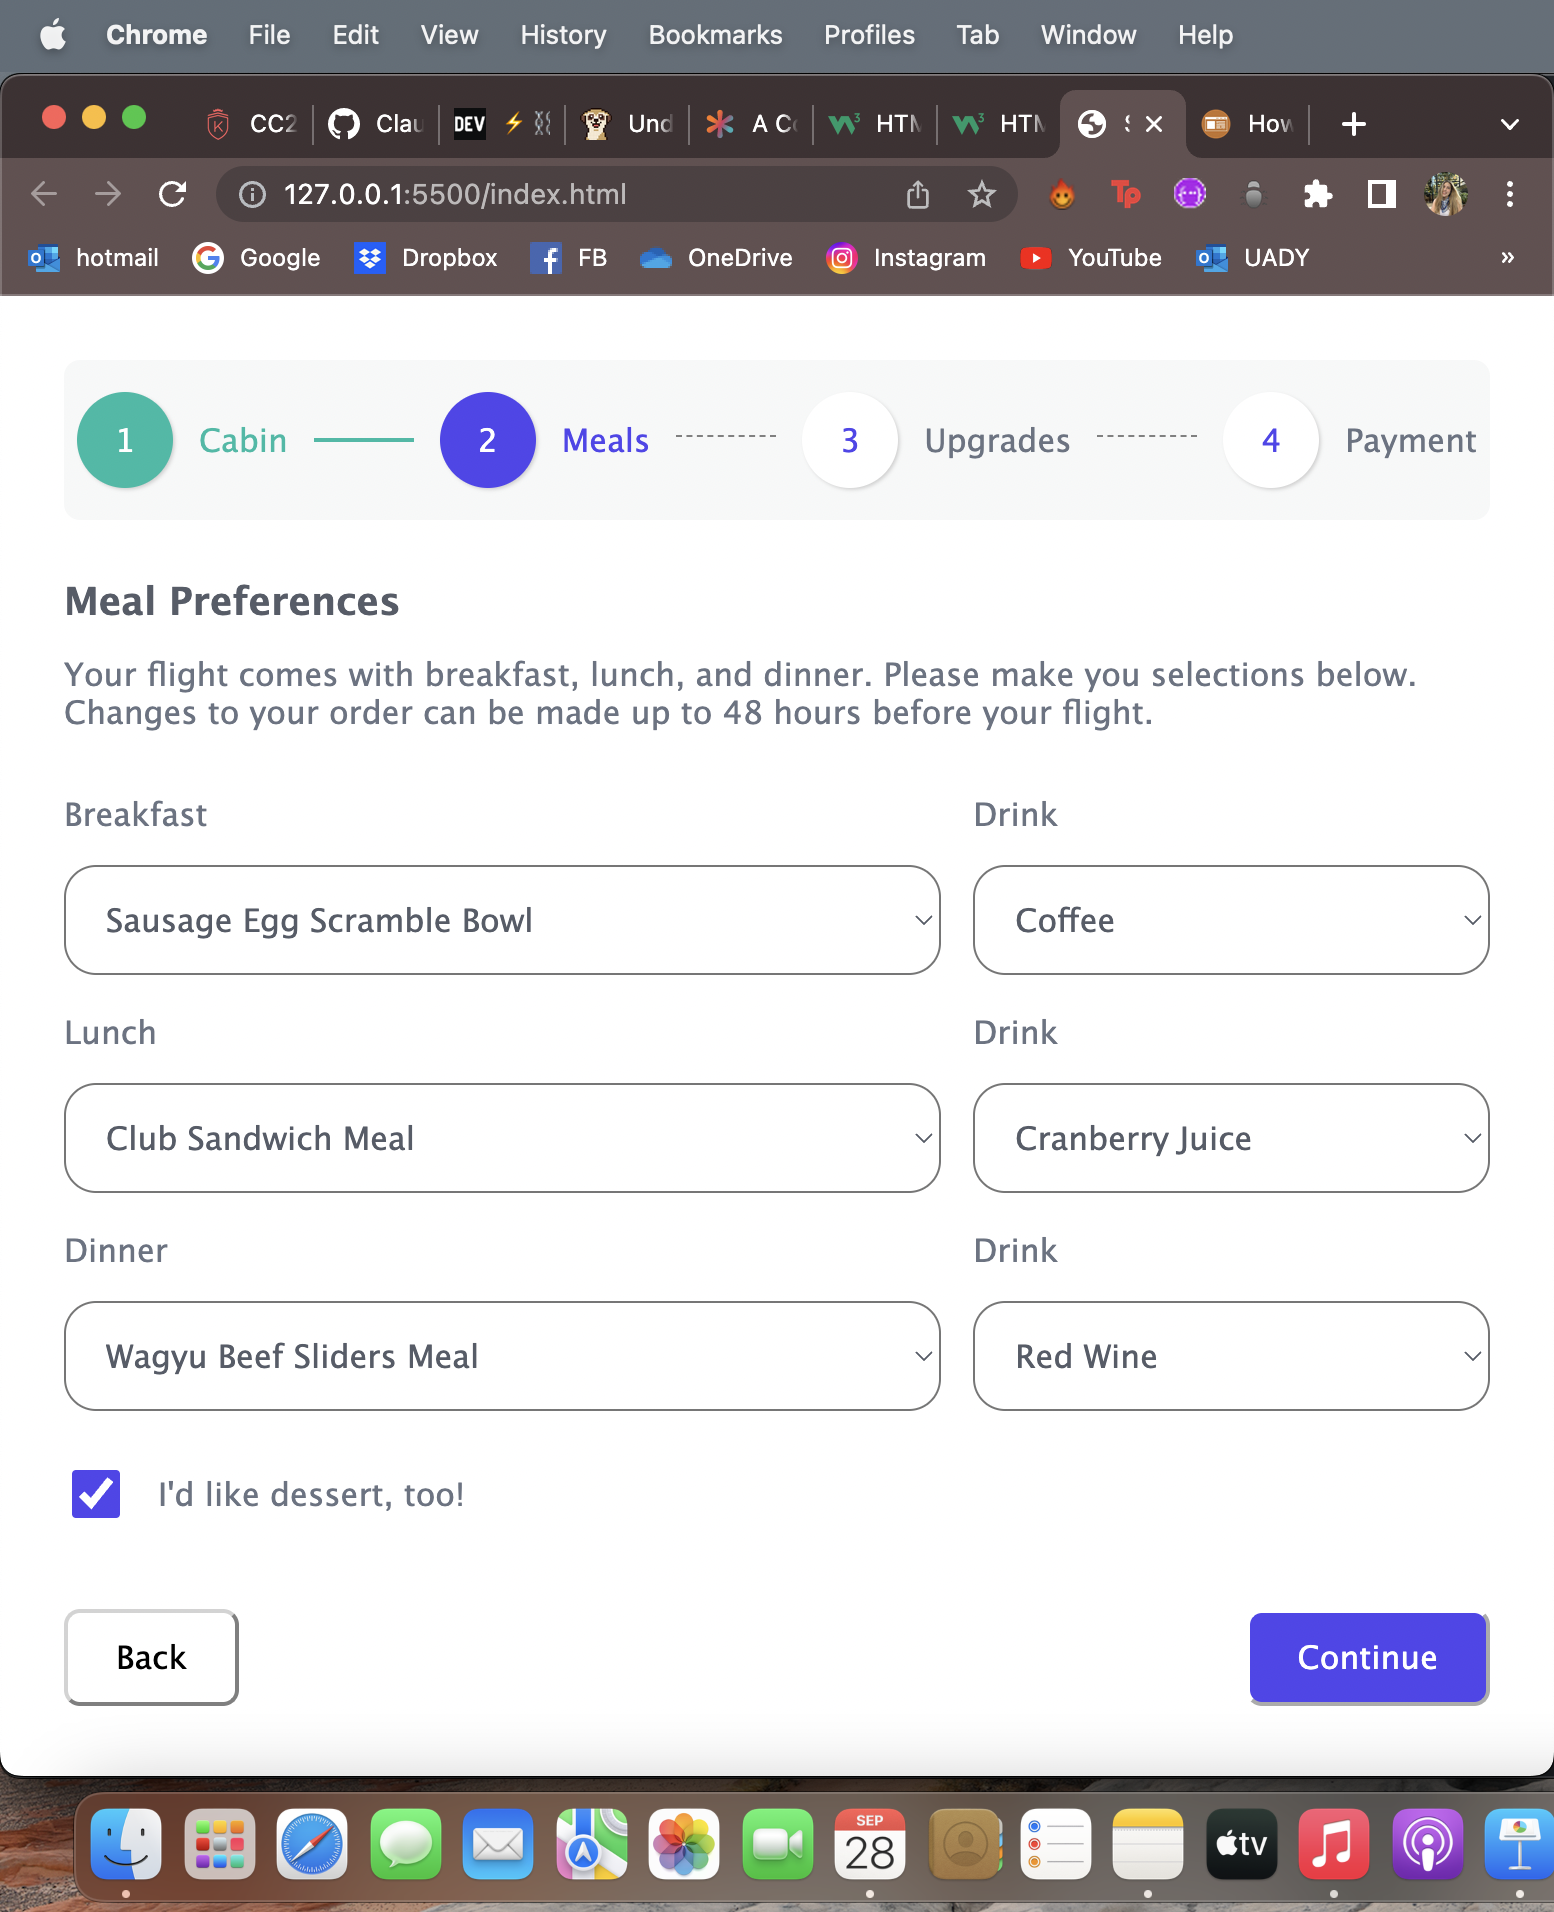 Chrome File Edit View History Bookmarks Profiles Tab Window Help
CC2 Clau DEV Und A Co HTM HTM How
127.0.0.1:5500/index.html
Tp
hotmail Google Dropbox FB OneDrive Instagram YouTube UADY »
1 Cabin 2 Meals 3 Upgrades 4 Payment
Meal Preferences
Your flight comes with breakfast, lunch, and dinner. Please make you selections below.
Changes to your order can be made up to 48 hours before your flight.
Breakfast Drink
Sausage Egg Scramble Bowl Coffee
Lunch Drink
Club Sandwich Meal Cranberry Juice
Dinner Drink
Wagyu Beef Sliders Meal Red Wine
I'd like dessert, too!
Back Continue
SEP
28
tv